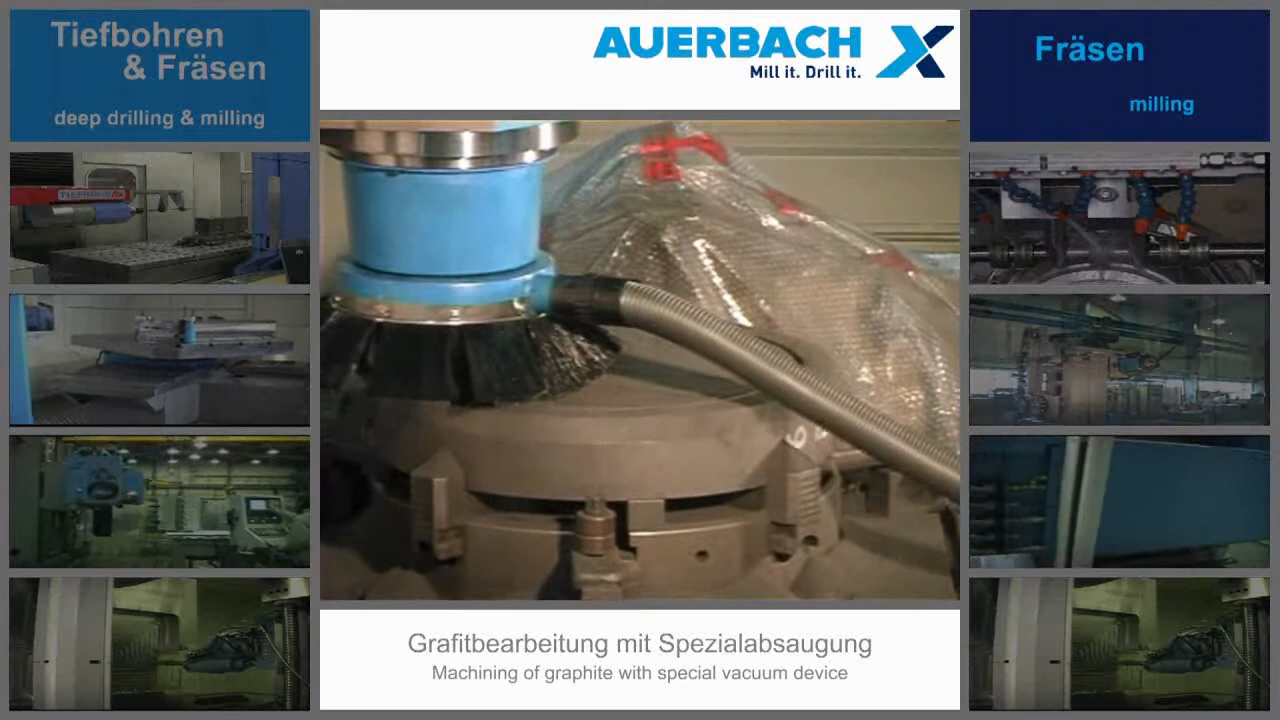 Tiefbohren
& Fräsen
deep drilling & milling
AUERBACH
Mill it. Drill it.
Fräsen
milling
Grafitbearbeitung mit Spezialabsaugung
Machining of graphite with special vacuum device